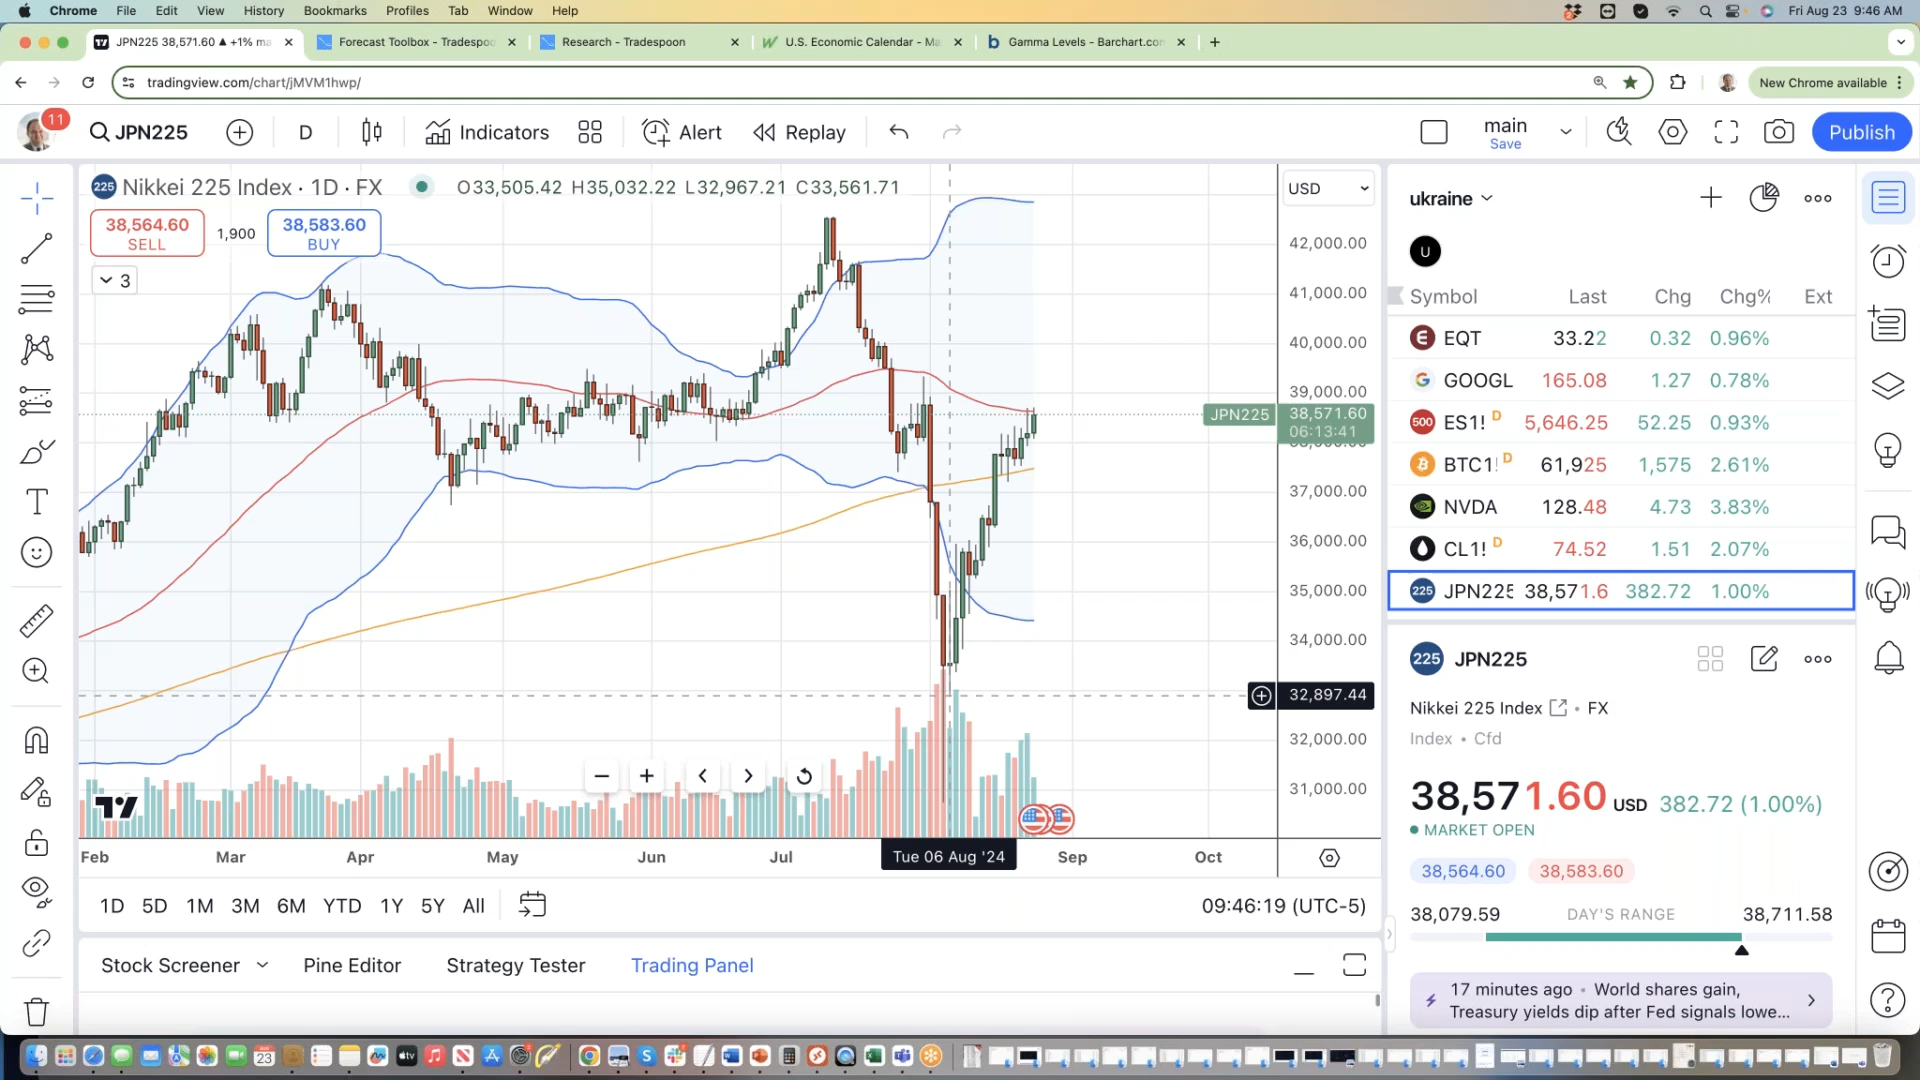 Chrome File Edit View History Bookmarks Profiles Tab Window Help Fri Aug 23 9:46 AM
JPN225 38,571.60 ▲ +1% ma Forecast Toolbox - Tradespoo Research - Tradespoon U.S. Economic Calendar - Ma Gamma Levels - Barchart.com
tradingview.com/chart/jMVM1hwp/ New Chrome available
11
JPN225 D Indicators Alert Replay main Save Publish
225 Nikkei 225 Index · 1D · FX O33,505.42 H35,032.22 L32,967.21 C33,561.71 USD
38,564.60 SELL 1,900 38,583.60 BUY
3
42,000.00
41,000.00
40,000.00
39,000.00
JPN225 38,571.60
06:13:41
38,000.00
37,000.00
36,000.00
35,000.00
34,000.00
32,897.44
32,000.00
31,000.00
Feb Mar Apr May Jun Jul Tue 06 Aug '24 Sep Oct
1D 5D 1M 3M 6M YTD 1Y 5Y All 09:46:19 (UTC-5)
Stock Screener Pine Editor Strategy Tester Trading Panel
ukraine
U
Symbol Last Chg Chg% Ext
E EQT 33.22 0.32 0.96%
G GOOGL 165.08 1.27 0.78%
500 ES1! D 5,646.25 52.25 0.93%
BTC1! D 61,925 1,575 2.61%
NVDA 128.48 4.73 3.83%
CL1! D 74.52 1.51 2.07%
225 JPN225 38,571.6 382.72 1.00%
225 JPN225
Nikkei 225 Index • FX
Index • Cfd
38,571.60 USD 382.72 (1.00%)
MARKET OPEN
38,564.60 38,583.60
38,079.59 DAY'S RANGE 38,711.58
17 minutes ago • World shares gain,
Treasury yields dip after Fed signals lowe...
23